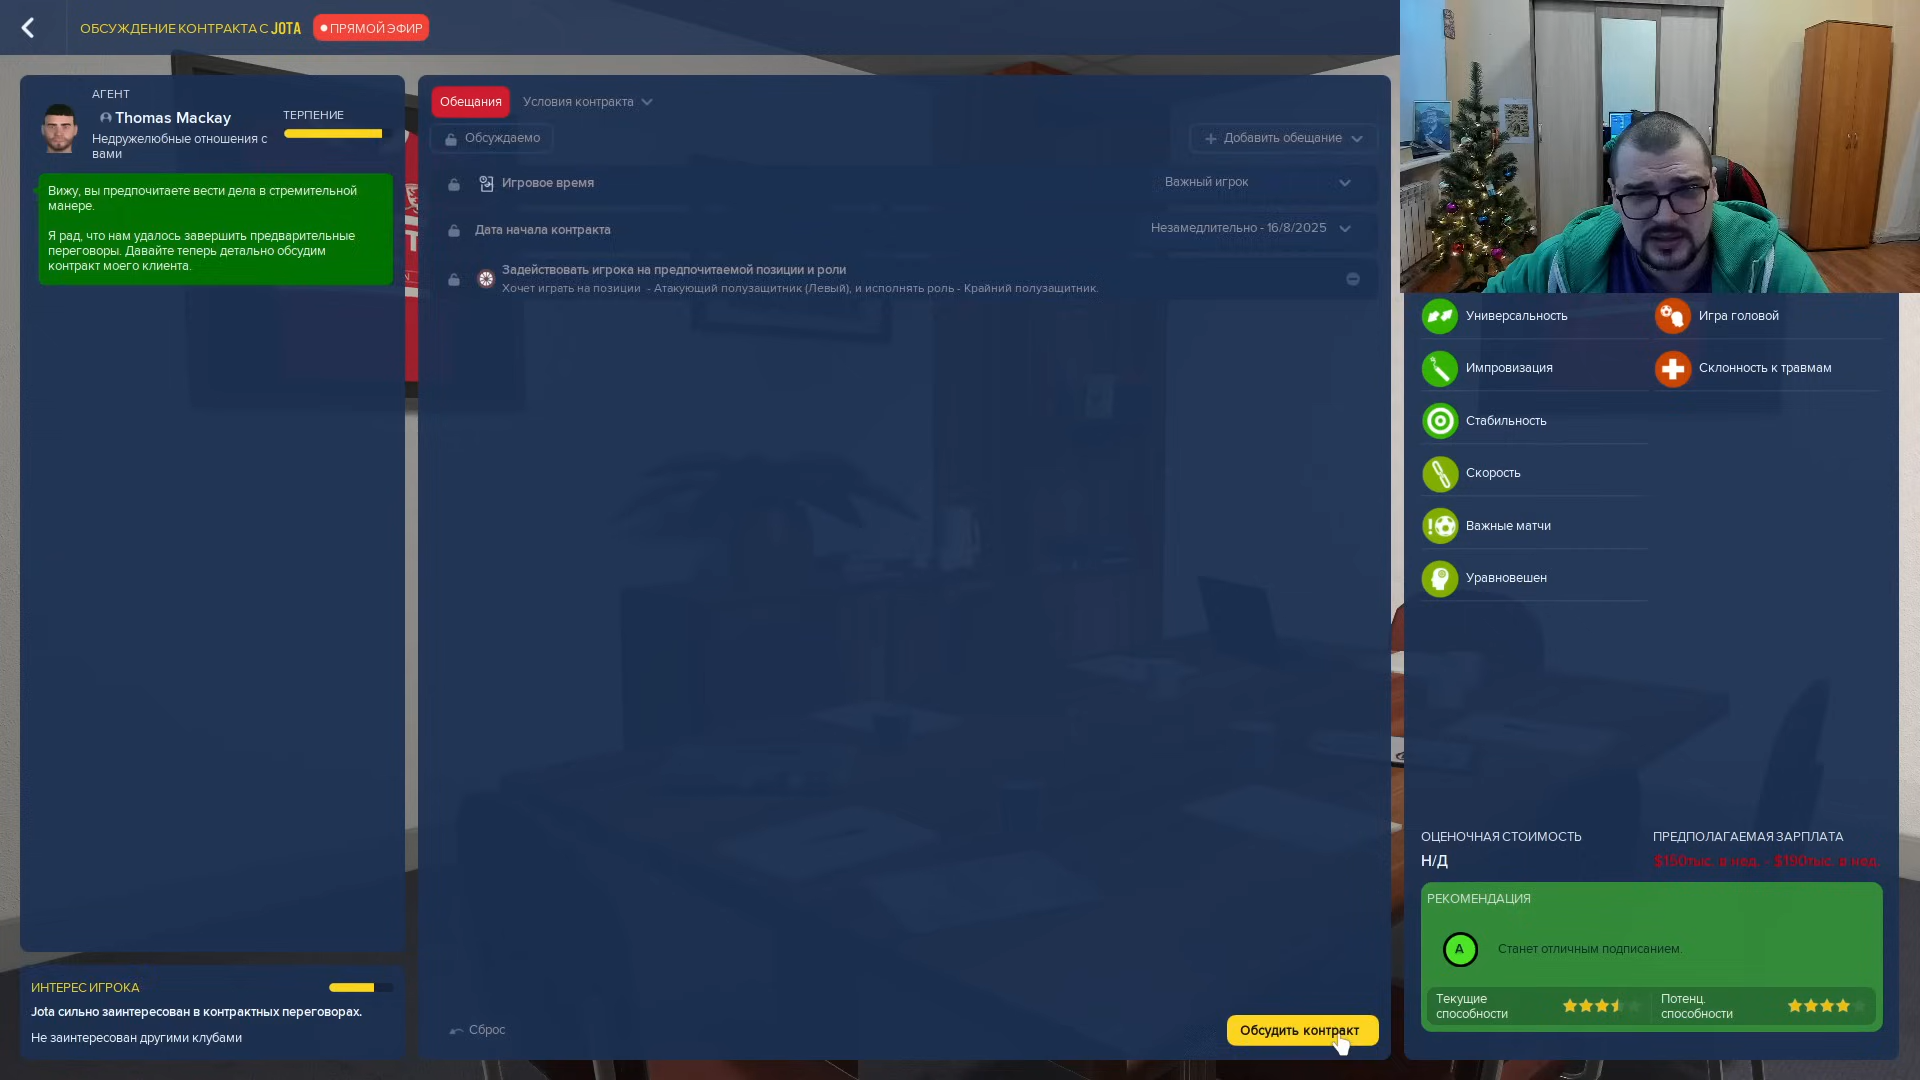 ОБСУЖДЕНИЕ КОНТРАКТА С JOTA
ПРЯМОЙ ЭФИР
АГЕНТ
Thomas Mackay
Недружелюбные отношения с
вами
ТЕРПЕНИЕ
Вижу, вы предпочитаете вести дела в стремительной
манере.
Я рад, что нам удалось завершить предварительные
переговоры. Давайте теперь детально обсудим
контракт моего клиента.
ИНТЕРЕС ИГРОКА
Jota сильно заинтересован в контрактных переговорах.
Не заинтересован другими клубами
Обещания
Условия контракта
Обсуждаемо
Добавить обещание
Игровое время
Важный игрок
Дата начала контракта
Незамедлительно - 16/8/2025
Задействовать игрока на предпочитаемой позиции и роли
Хочет играть на позиции - Атакующий полузащитник (Левый), и исполнять роль - Крайний полузащитник.
Сброс
Обсудить контракт
Универсальность
Игра головой
Импровизация
Склонность к травмам
Стабильность
Скорость
Важные матчи
Уравновешен
ОЦЕНОЧНАЯ СТОИМОСТЬ
Н/Д
ПРЕДПОЛАГАЕМАЯ ЗАРПЛАТА
$150тыс. в нед. - $190тыс. в нед.
РЕКОМЕНДАЦИЯ
A
Станет отличным подписанием.
Текущие
способности
Потенц.
способности